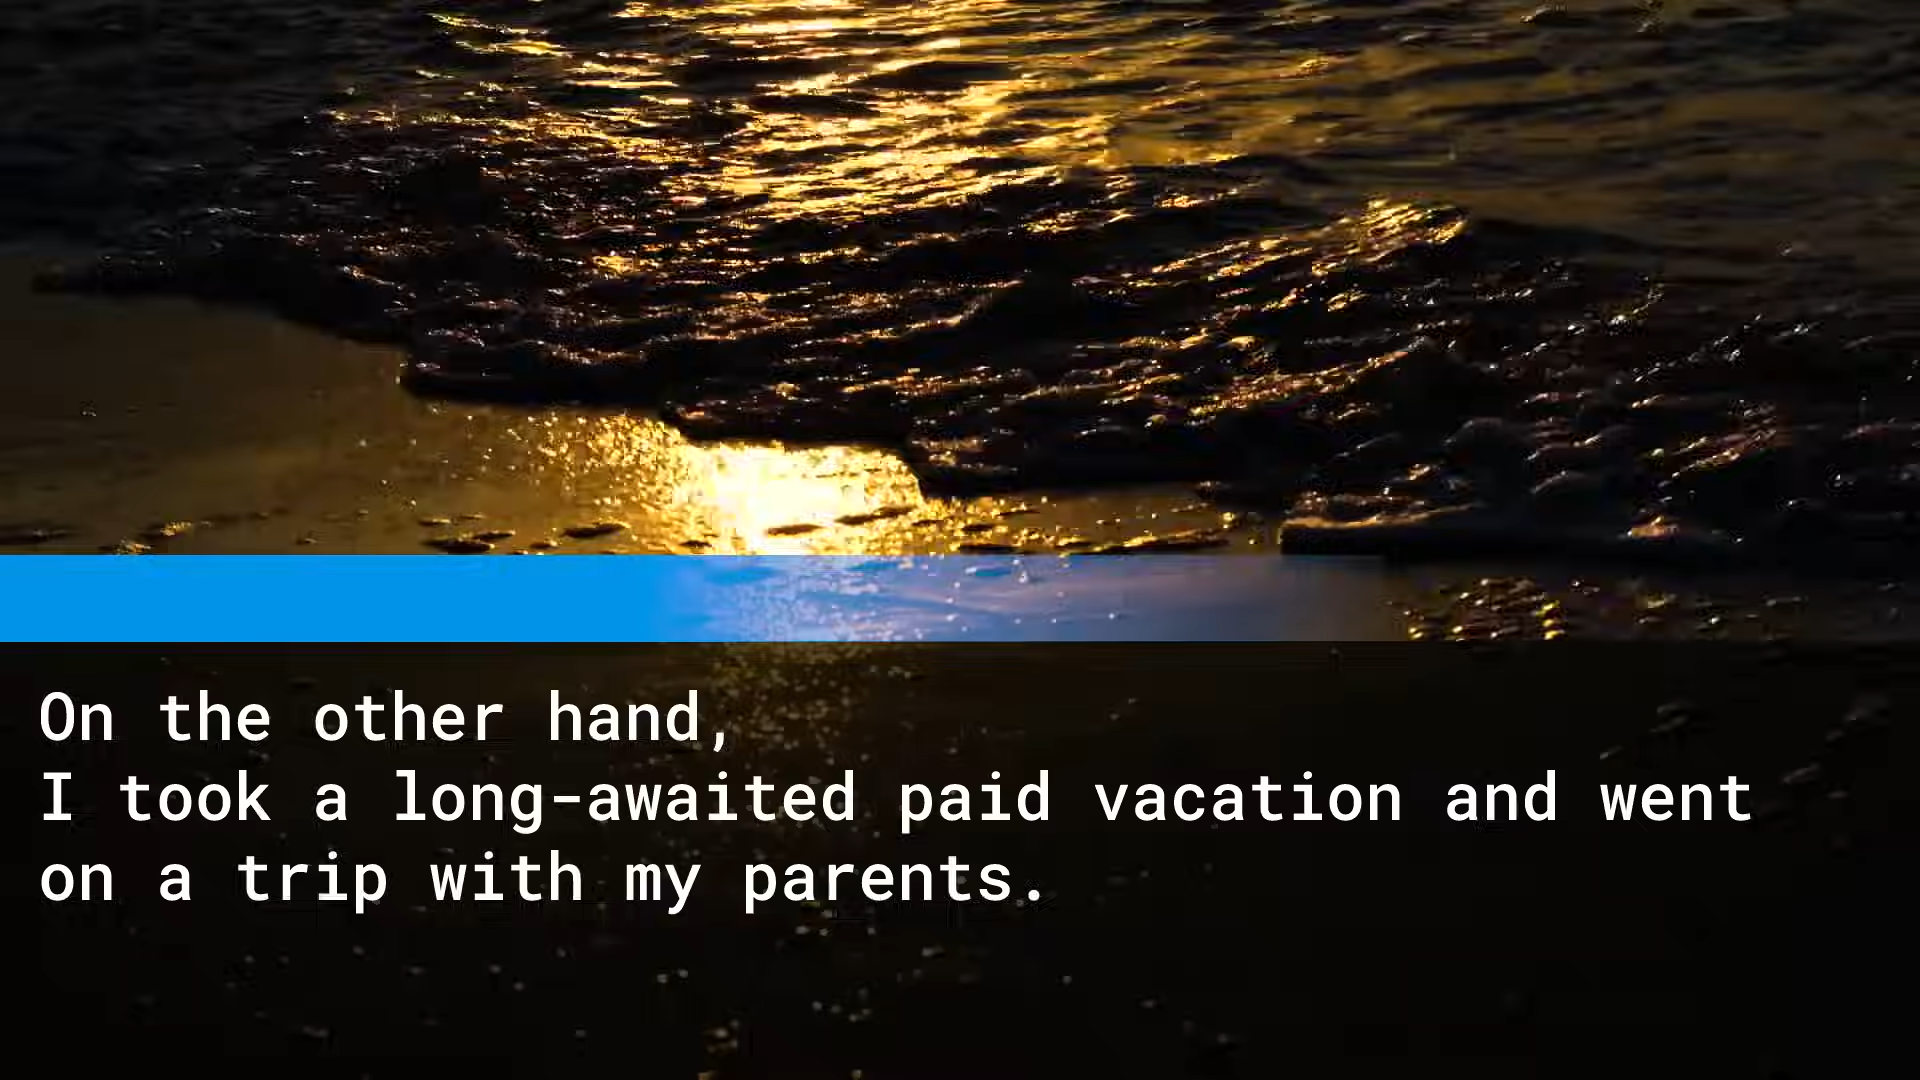 On the other hand,
I took a long-awaited paid vacation and went
on a trip with my parents.